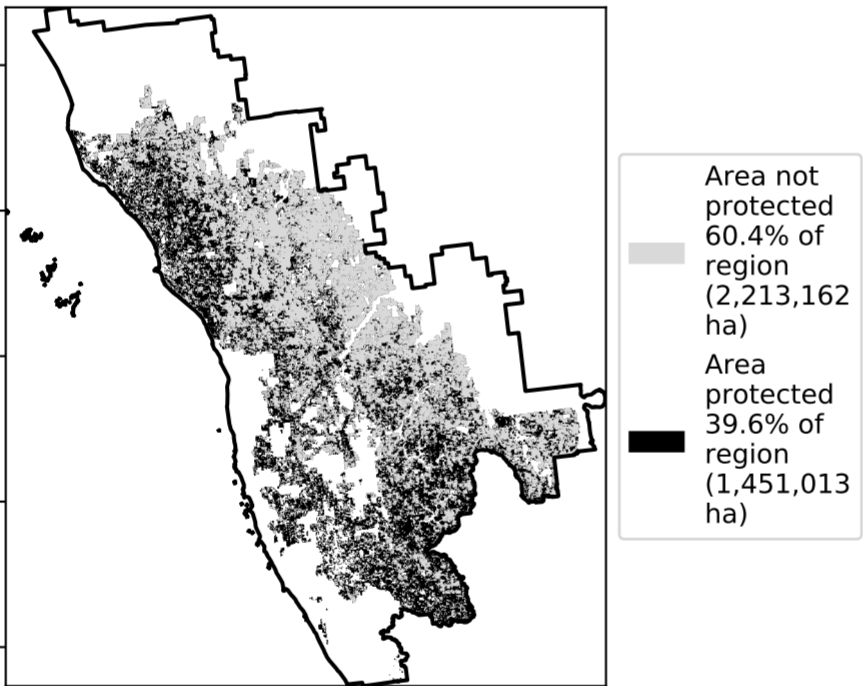 Area not
protected
60.4% of
region
(2,213,162
ha)
Area
protected
39.6% of
region
(1,451,013
ha)